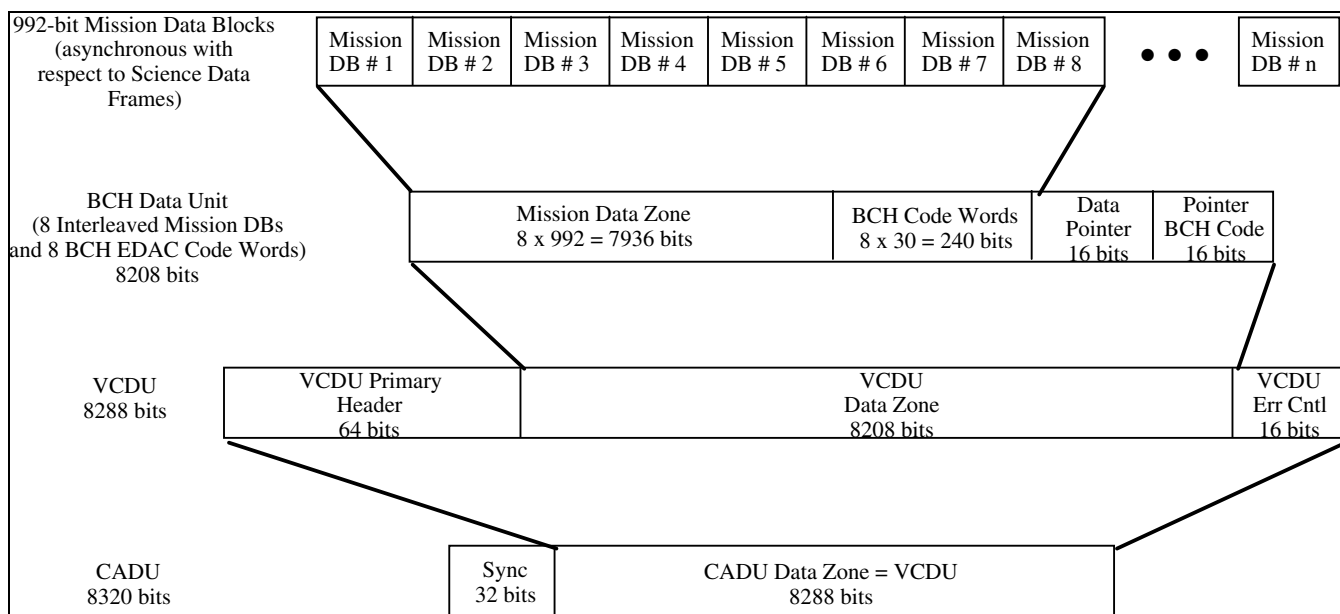 992-bit Mission Data Blocks
(asynchronous with
respect to Science Data
Frames)
Mission
DB # 1
Mission
DB # 2
Mission
DB # 3
Mission
DB # 4
Mission
DB # 5
Mission
DB # 6
Mission
DB # 7
Mission
DB # 8
• • •
Mission
DB # n
BCH Data Unit
(8 Interleaved Mission DBs
and 8 BCH EDAC Code Words)
8208 bits
Mission Data Zone
8 x 992 = 7936 bits
BCH Code Words
8 x 30 = 240 bits
Data
Pointer
16 bits
Pointer
BCH Code
16 bits
VCDU
8288 bits
VCDU Primary
Header
64 bits
VCDU
Data Zone
8208 bits
VCDU
Err Cntl
16 bits
CADU
8320 bits
Sync
32 bits
CADU Data Zone = VCDU
8288 bits